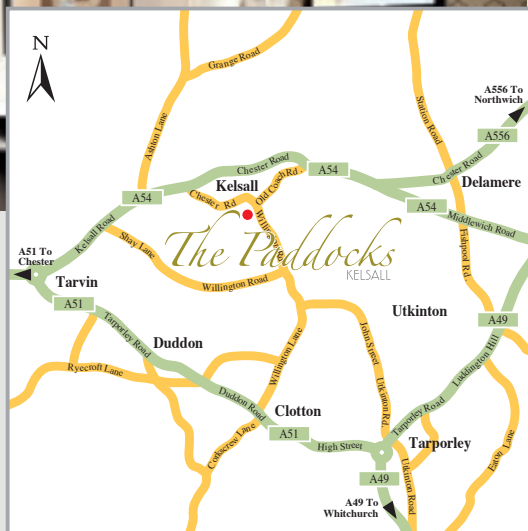 N
Grange Road
A556 To
Northwich
Ashton Lane
Station Road
A556
Chester Road
A54
Chester Road
Kelsall
Old Coach Rd.
Delamere
A54
Chester Rd
A54
Middlewich Road
Kelsall Road
Shay Lane
The Paddocks
KELSALL
Fishpool Rd.
A51 To
Chester
Tarvin
Willington Road
A51
Utkinton
A49
Tarporley Road
Duddon
John Street
Willington Lane
Luddington Hill
Ryecroft Lane
Utkinton Rd.
Duddon Road
Clotton
Tarporley Road
Corkscrew Lane
A51
High Street
Tarporley
Eaton Lane
A49
Utkinton Road
A49 To
Whitchurch